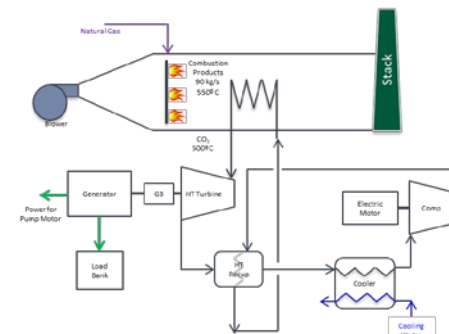 Natural Gas
Combustion
Products
90 kg/s
550º C
Stack
Blower
CO₂
500ºC
Generator
GB
HT Turbine
Electric
Motor
Comp
Power for
Pump Motor
Load
Bank
HT
Recup
Cooler
Cooling